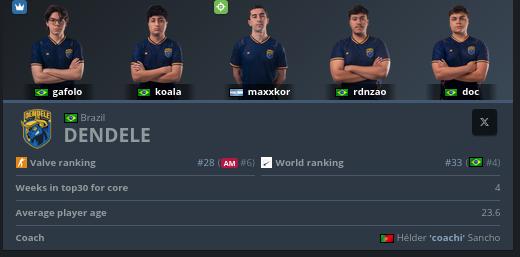 gafolo koala maxxkor rdnzao doc
DENDELE
Brazil
DENDELE
X
Valve ranking #28 (AM #6) World ranking #33 (#4)
Weeks in top30 for core 4
Average player age 23.6
Coach Hélder 'coachi' Sancho